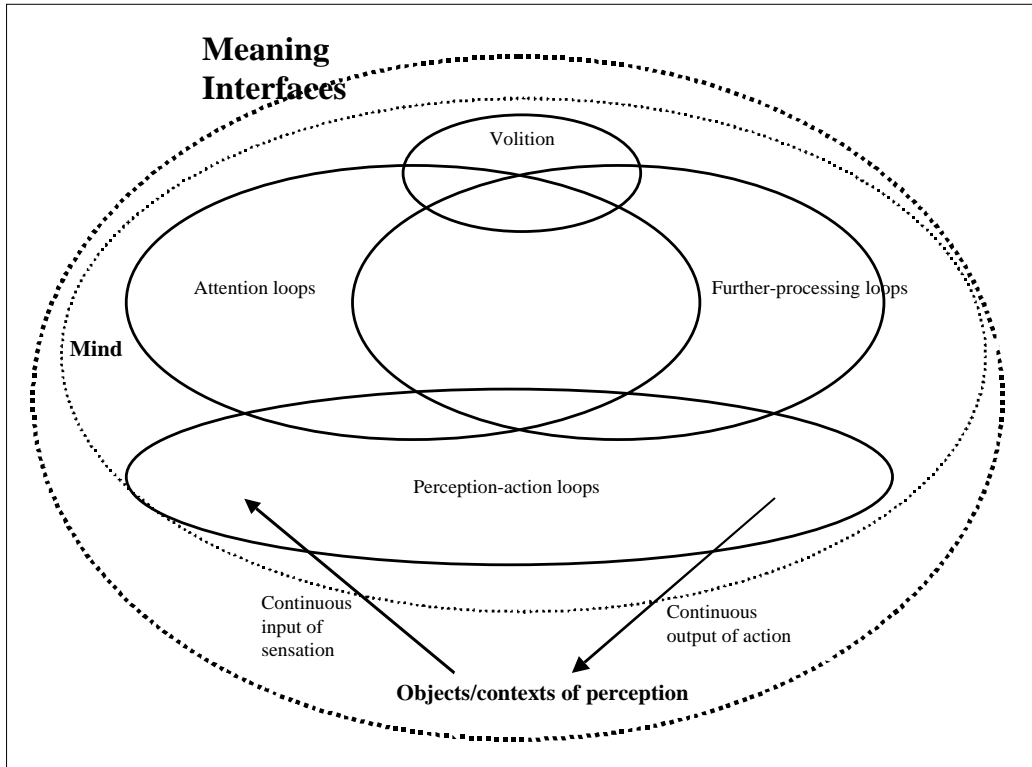 Meaning
Interfaces
Volition
Attention loops
Further-processing loops
Mind
Perception-action loops
Continuous
input of
sensation
Continuous
output of action
Objects/contexts of perception